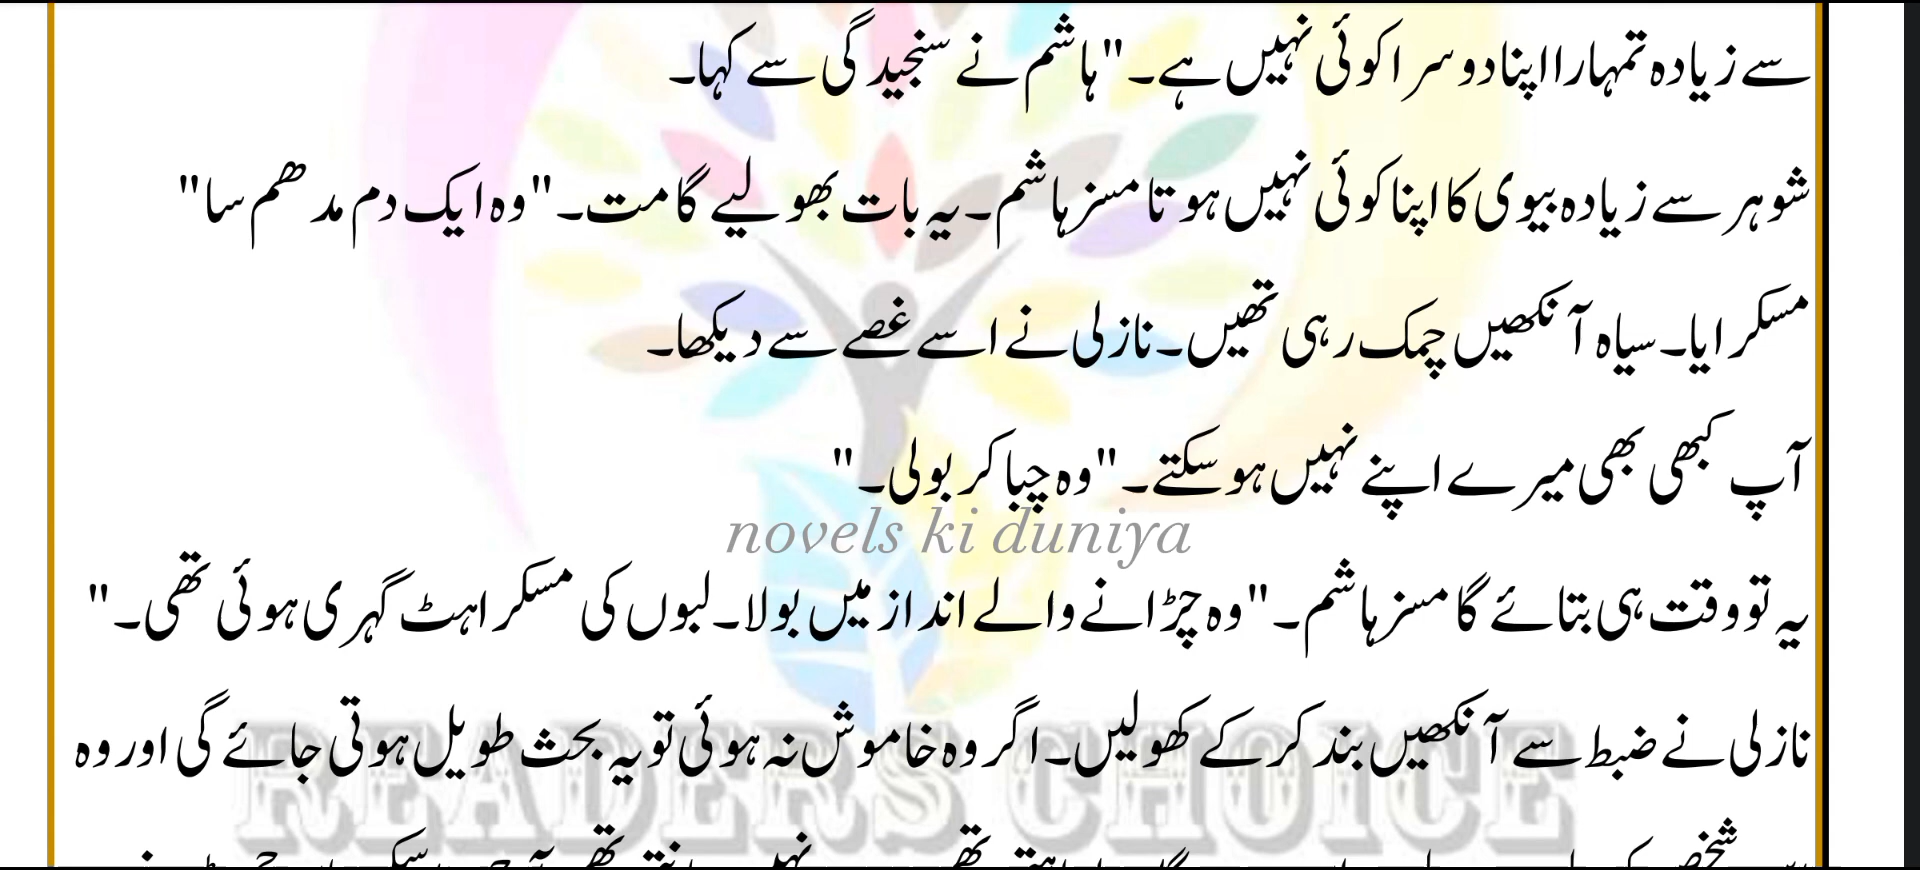 سے زیادہ تمہارا اپنا دوسرا کوئی نہیں ہے۔"ہاشم نے سنجیدگی سے کہا۔
شوہر سے زیادہ بیوی کا اپنا کوئی نہیں ہوتا مسز ہاشم۔ یہ بات بھولیے گا مت۔"وہ ایک دم مدھم سا"
مسکرایا۔ سیاہ آنکھیں چمک رہی تھیں۔ نازلی نے اسے غصے سے دیکھا۔
آپ کبھی بھی میرے اپنے نہیں ہو سکتے۔"وہ چبا کر بولی۔"
novels ki duniya
یہ تو وقت ہی بتائے گا مسز ہاشم۔"وہ چڑانے والے انداز میں بولا۔ لبوں کی مسکراہٹ گہری ہوئی تھی۔"
نازلی نے ضبط سے آنکھیں بند کر کے کھولیں۔ اگر وہ خاموش نہ ہوئی تو یہ بحث طویل ہوتی جائے گی اور وہ
READERS CHOICE